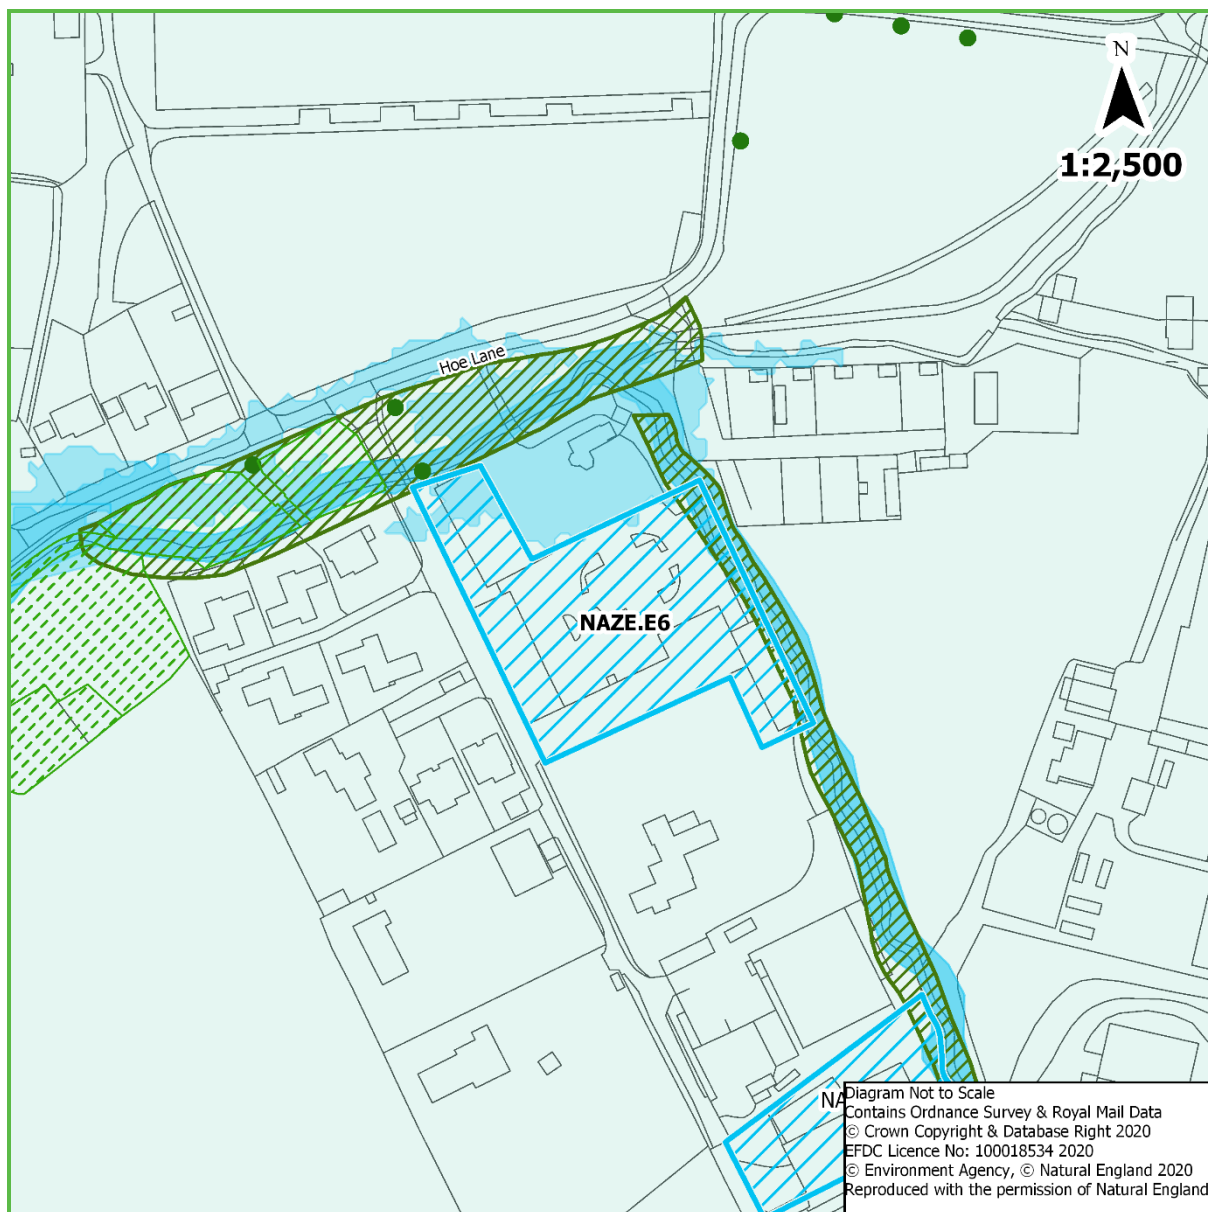 N
1:2,500
Hoe Lane
NAZE.E6
NA
Diagram Not to Scale
Contains Ordnance Survey & Royal Mail Data
© Crown Copyright & Database Right 2020
EFDC Licence No: 100018534 2020
© Environment Agency, © Natural England 2020
Reproduced with the permission of Natural England